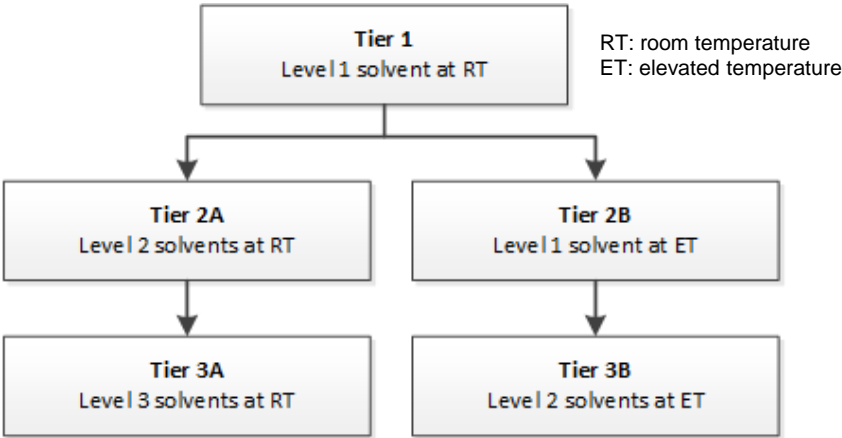 Tier 1
Level 1 solvent at RT
RT: room temperature
ET: elevated temperature
Tier 2A
Level 2 solvents at RT
Tier 2B
Level 1 solvent at ET
Tier 3A
Level 3 solvents at RT
Tier 3B
Level 2 solvents at ET